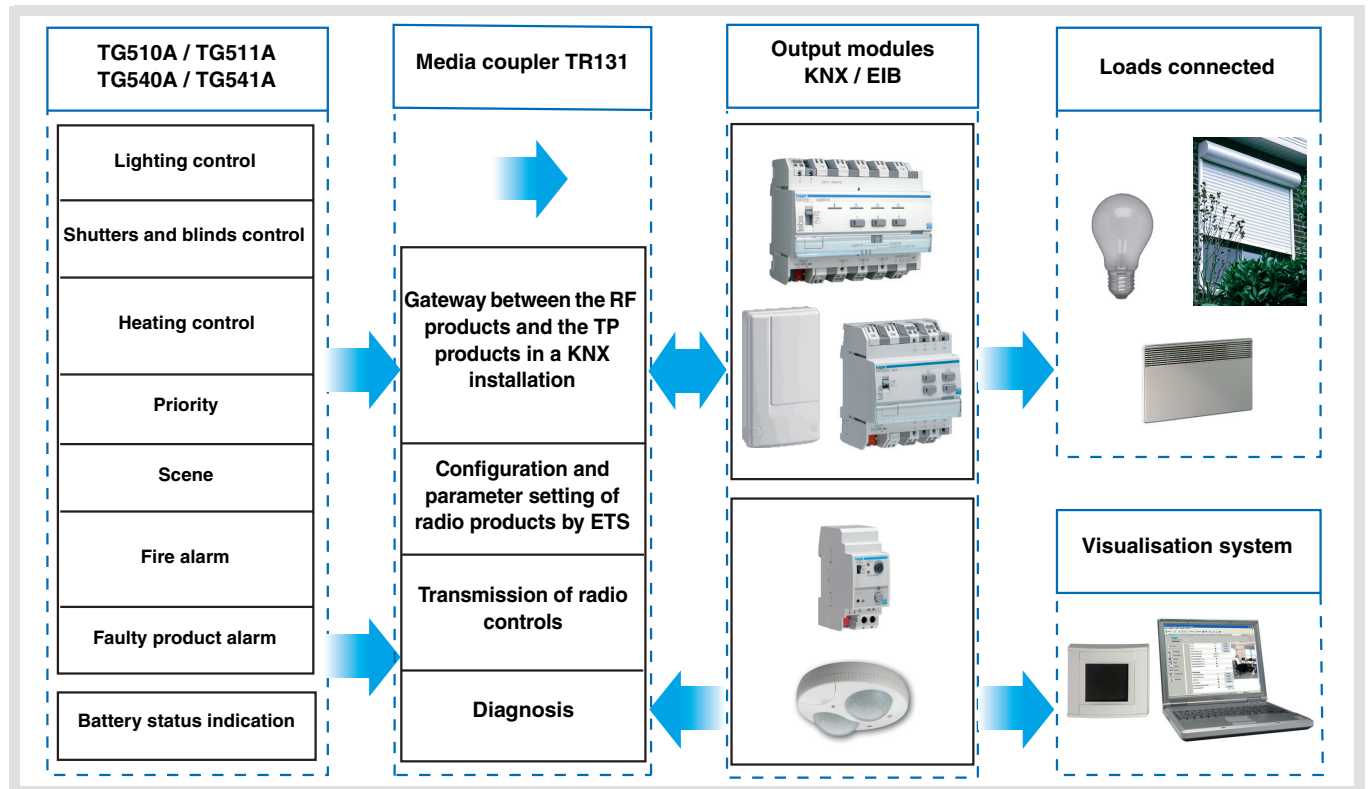 TG510A / TG511A
TG540A / TG541A
Lighting control
Shutters and blinds control
Heating control
Priority
Scene
Fire alarm
Faulty product alarm
Battery status indication
Media coupler TR131
Gateway between the RF
products and the TP
products in a KNX
installation
Configuration and
parameter setting of
radio products by ETS
Transmission of radio
controls
Diagnosis
Output modules
KNX / EIB
Loads connected
Visualisation system